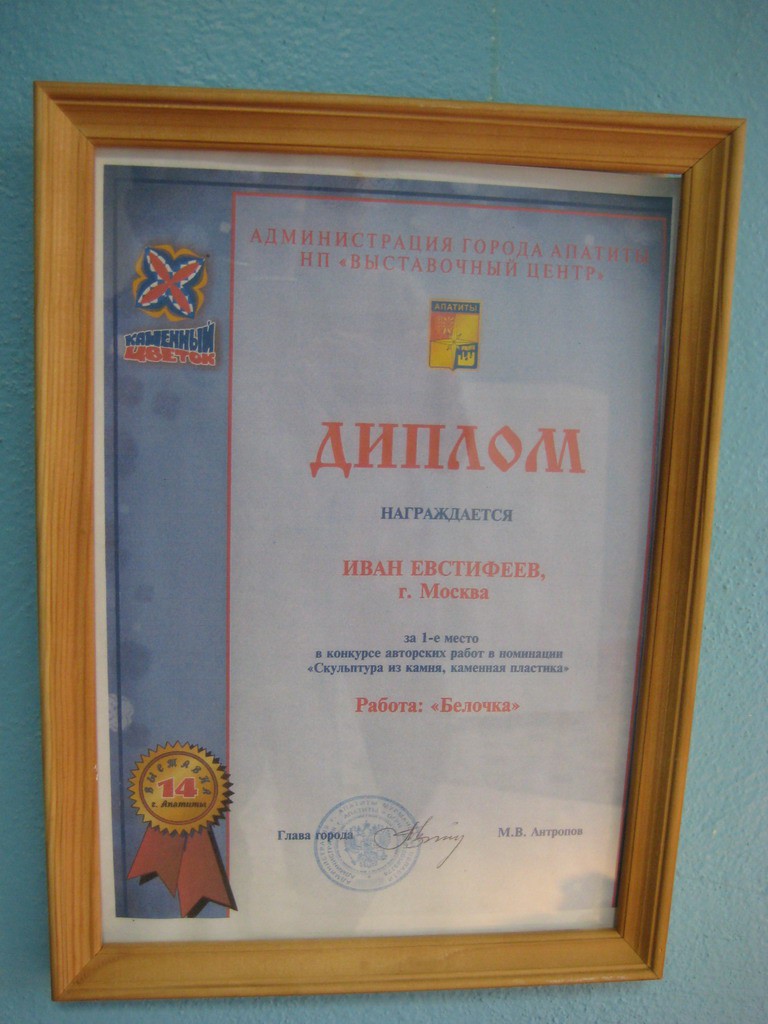 АДМИНИСТРАЦИЯ ГОРОДА АПАТИТЫ
НП «ВЫСТАВОЧНЫЙ ЦЕНТР»
КАМЕННЫЙ
ЦВЕТОК
АПАТИТЫ
ДИПЛОМ
НАГРАЖДАЕТСЯ
ИВАН ЕВСТИФЕЕВ,
г. Москва
за 1-е место
в конкурсе авторских работ в номинации
«Скульптура из камня, каменная пластика»
Работа: «Белочка»
ВЫСТАВКА
14
г. Апатиты
Глава города
М.В. Антропов